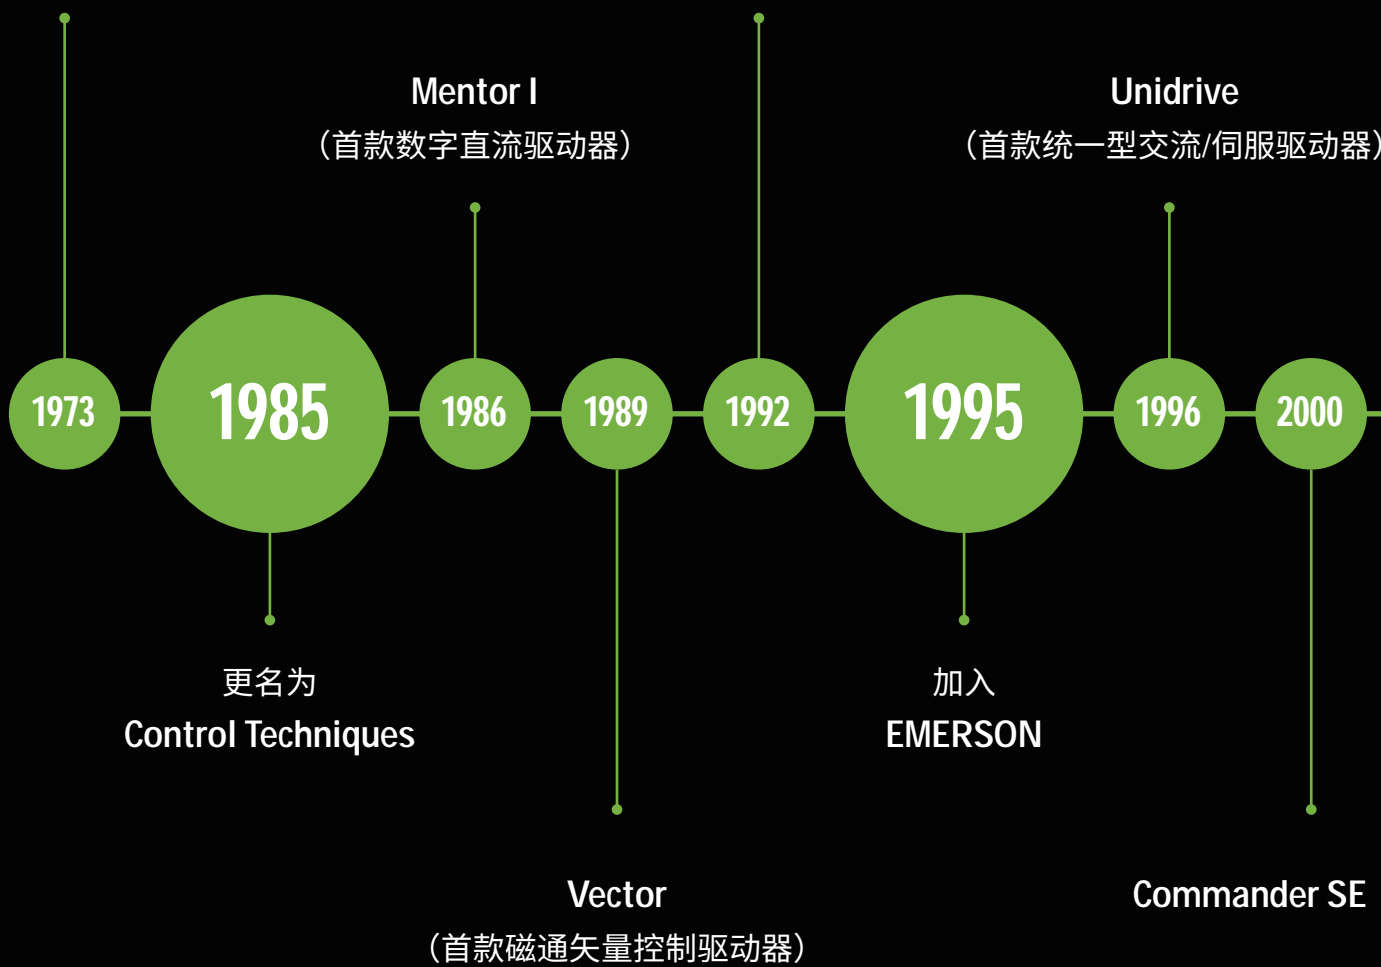 Mentor I
（首款数字直流驱动器）
Unidrive
（首款统一型交流/伺服驱动器）
1973
1985
1986
1989
1992
1995
1996
2000
更名为
Control Techniques
加入
EMERSON
Vector
（首款磁通矢量控制驱动器）
Commander SE